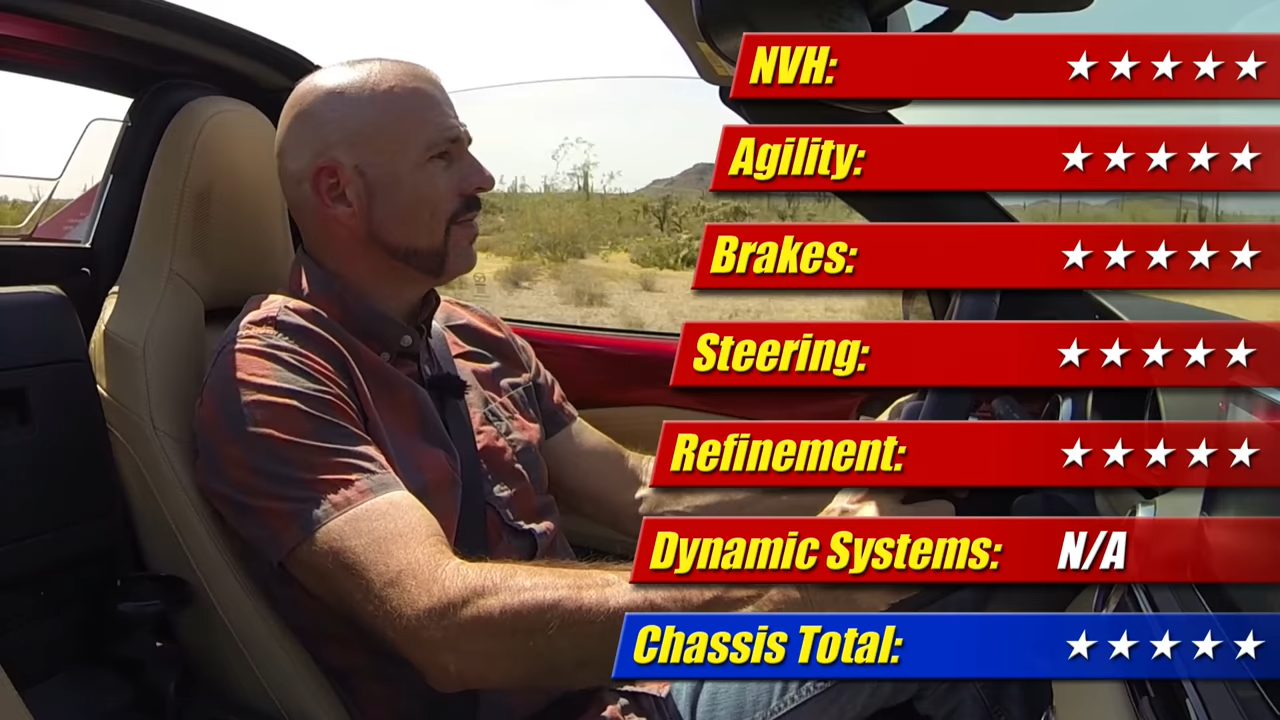 NVH: ★★★★★
Agility: ★★★★★
Brakes: ★★★★★
Steering: ★★★★★
Refinement: ★★★★★
Dynamic Systems: N/A
Chassis Total: ★★★★★